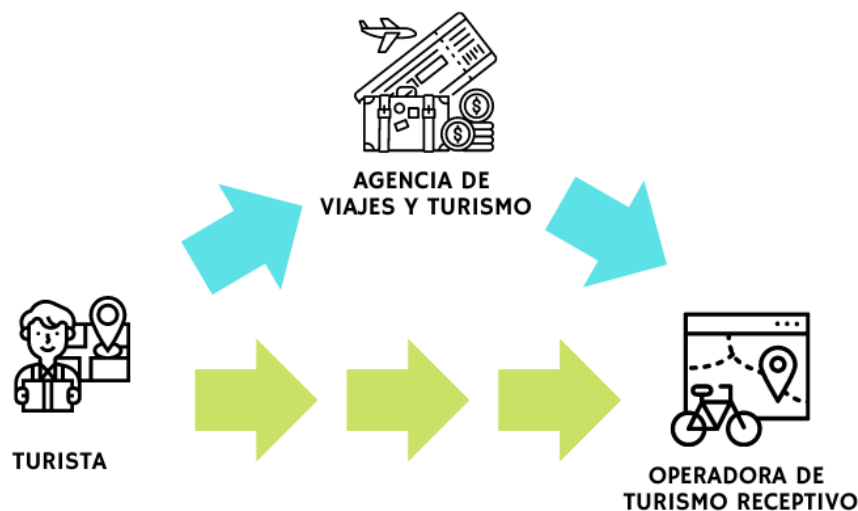 AGENCIA DE
VIAJES Y TURISMO
TURISTA
OPERADORA DE
TURISMO RECEPTIVO